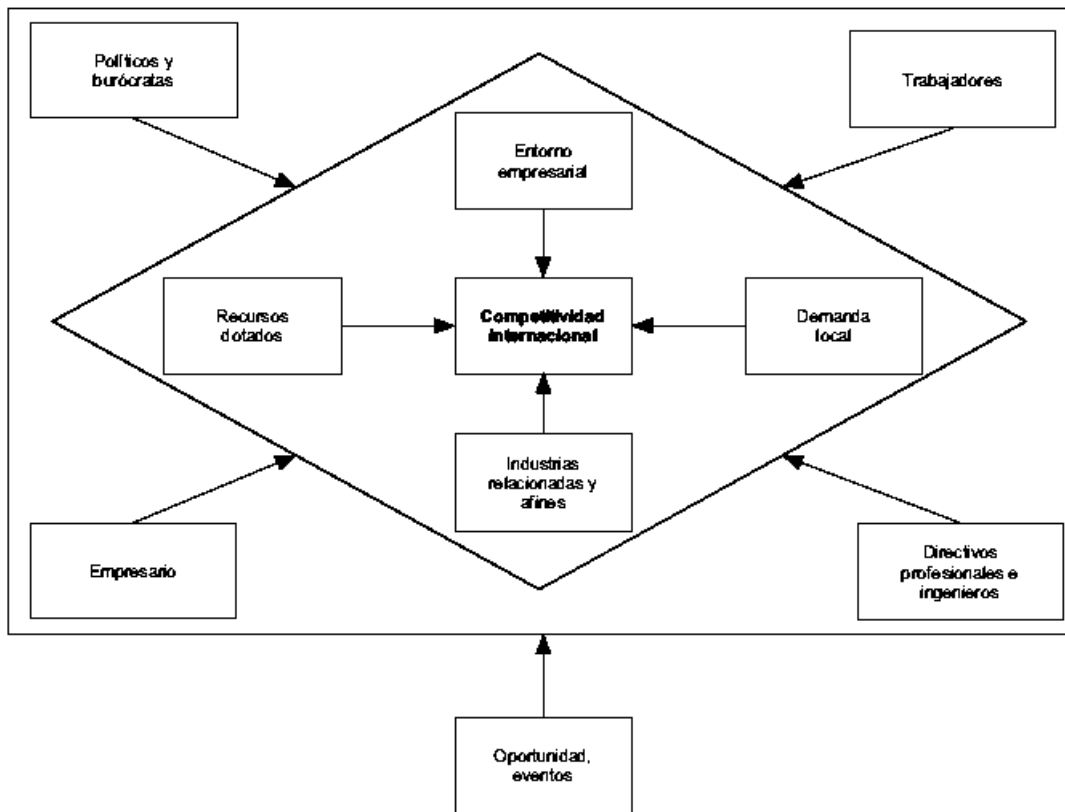 Políticos y
burócratas
Trabajadores
Entorno
empresarial
Recursos
dotados
Competitividad
internacional
Demanda
local
Industrias
relacionadas y
afines
Empresario
Directivos
profesionales e
ingenieros
Oportunidad,
eventos